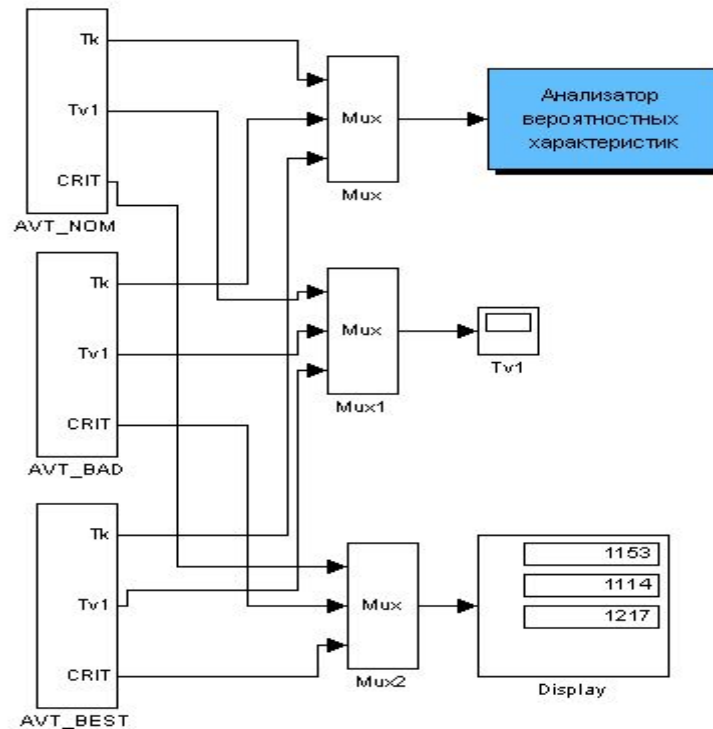 Tk
Tv1
CRIT
AVT_NOM
Mux
Mux
Анализатор
вероятностных
характеристик
Tk
Tv1
CRIT
AVT_BAD
Mux
Mux1
Tv1
Tk
Tv1
CRIT
AVT_BEST
Mux
Mux2
1153
1114
1217
Display